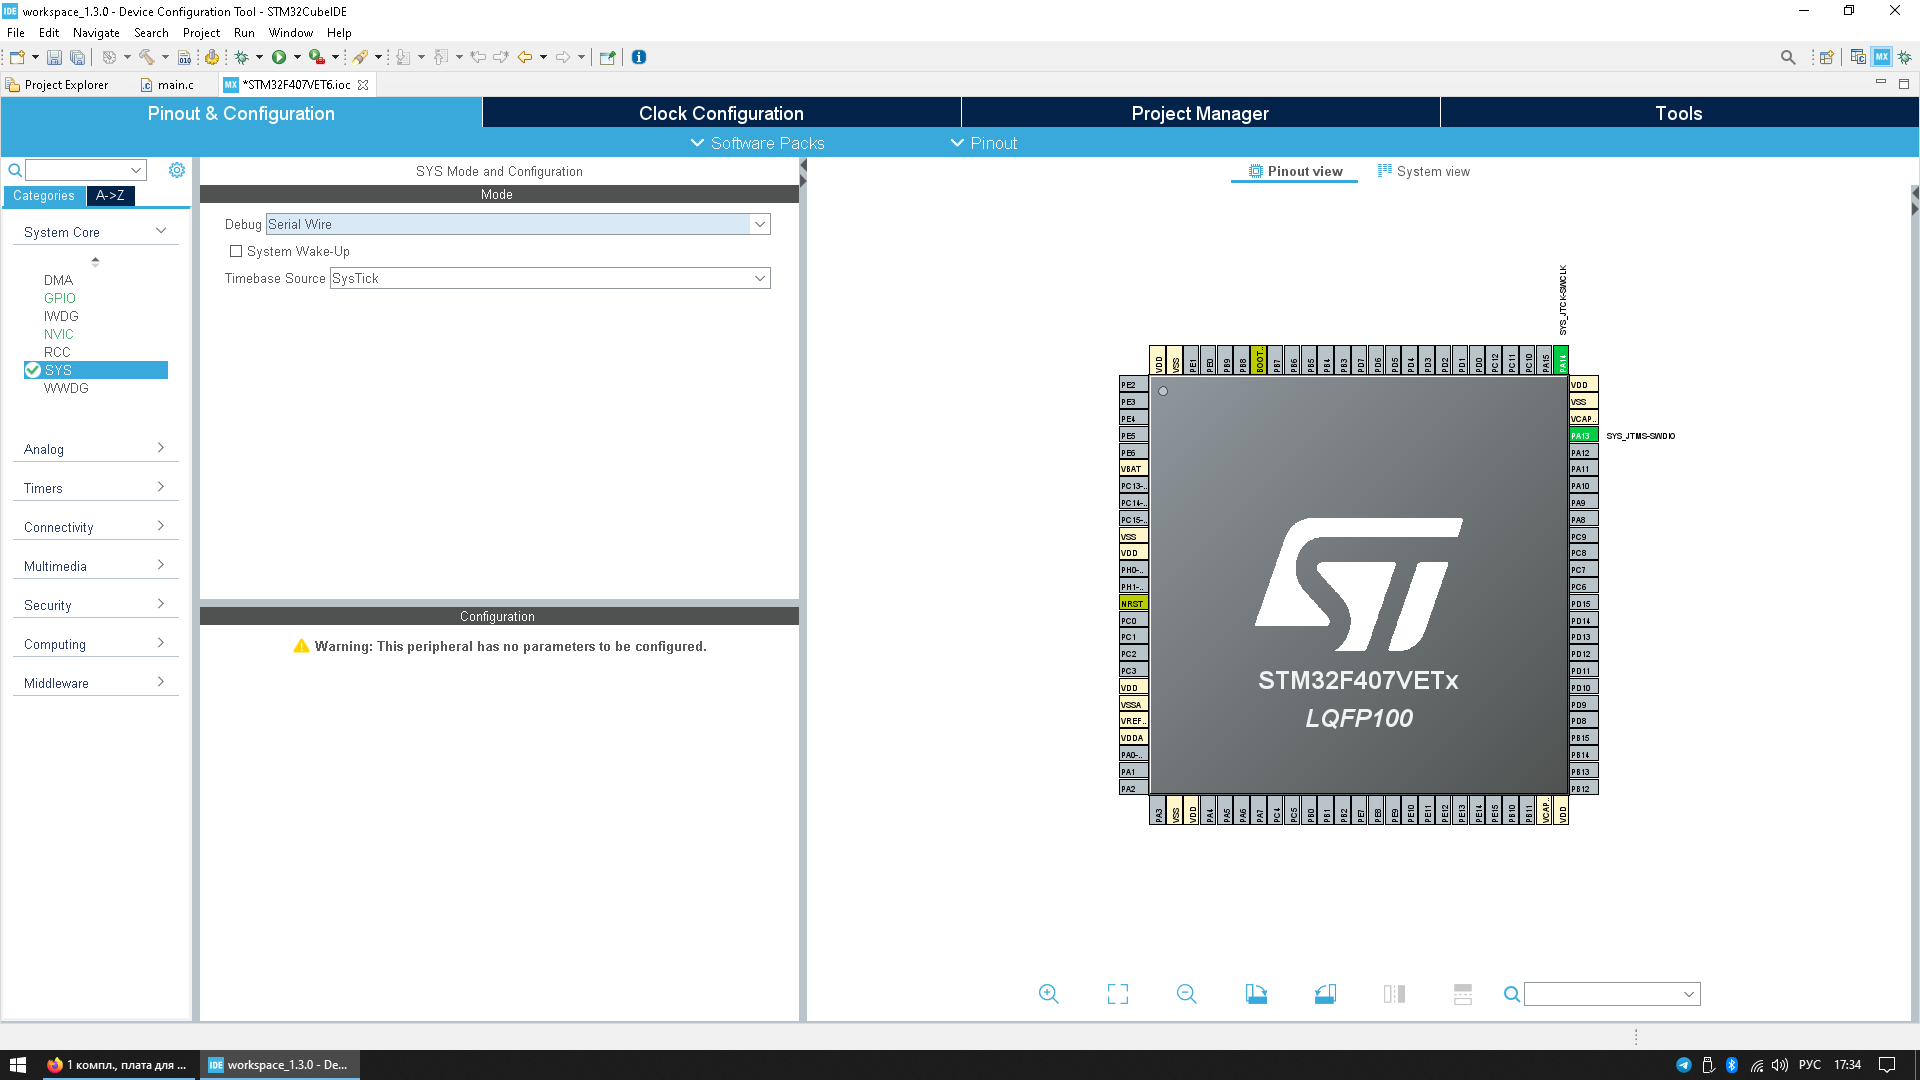 IDE workspace_1.3.0 - Device Configuration Tool - STM32CubeIDE
File Edit Navigate Search Project Run Window Help
Project Explorer
main.c
MX *STM32F407VET6.ioc
Pinout & Configuration
Clock Configuration
Project Manager
Tools
Software Packs
Pinout
Categories
A->Z
System Core
DMA
GPIO
IWDG
NVIC
RCC
SYS
WWDG
Analog
Timers
Connectivity
Multimedia
Security
Computing
Middleware
SYS Mode and Configuration
Mode
Debug Serial Wire
System Wake-Up
Timebase Source SysTick
Configuration
Warning: This peripheral has no parameters to be configured.
Pinout view
System view
SYS_JTCK-SWCLK
VDD VSS PE1 PE0 PB9 PB8 BOOT.. PB7 PB6 PB5 PB4 PB3 PD7 PD6 PD5 PD4 PD3 PD2 PD1 PD0 PC12 PC11 PC10 PA15 PA14
PE2
PE3
PE4
PE5
PE6
VBAT
PC13-..
PC14-..
PC15-..
VSS
VDD
PH0-..
PH1-..
NRST
PC0
PC1
PC2
PC3
VDD
VSSA
VREF..
VDDA
PA0-..
PA1
PA2
ST
STM32F407VETx
LQFP100
VDD
VSS
VCAP..
PA13 SYS_JTMS-SWDIO
PA12
PA11
PA10
PA9
PA8
PC9
PC8
PC7
PC6
PD15
PD14
PD13
PD12
PD11
PD10
PD9
PD8
PB15
PB14
PB13
PB12
PA3 VSS VDD PA4 PA5 PA6 PA7 PC4 PC5 PB0 PB1 PB2 PE7 PE8 PE9 PE10 PE11 PE12 PE13 PE14 PE15 PB10 PB11 VCAP.. VDD
1 компл., плата для ...
IDE workspace_1.3.0 - De...
РУС
17:34